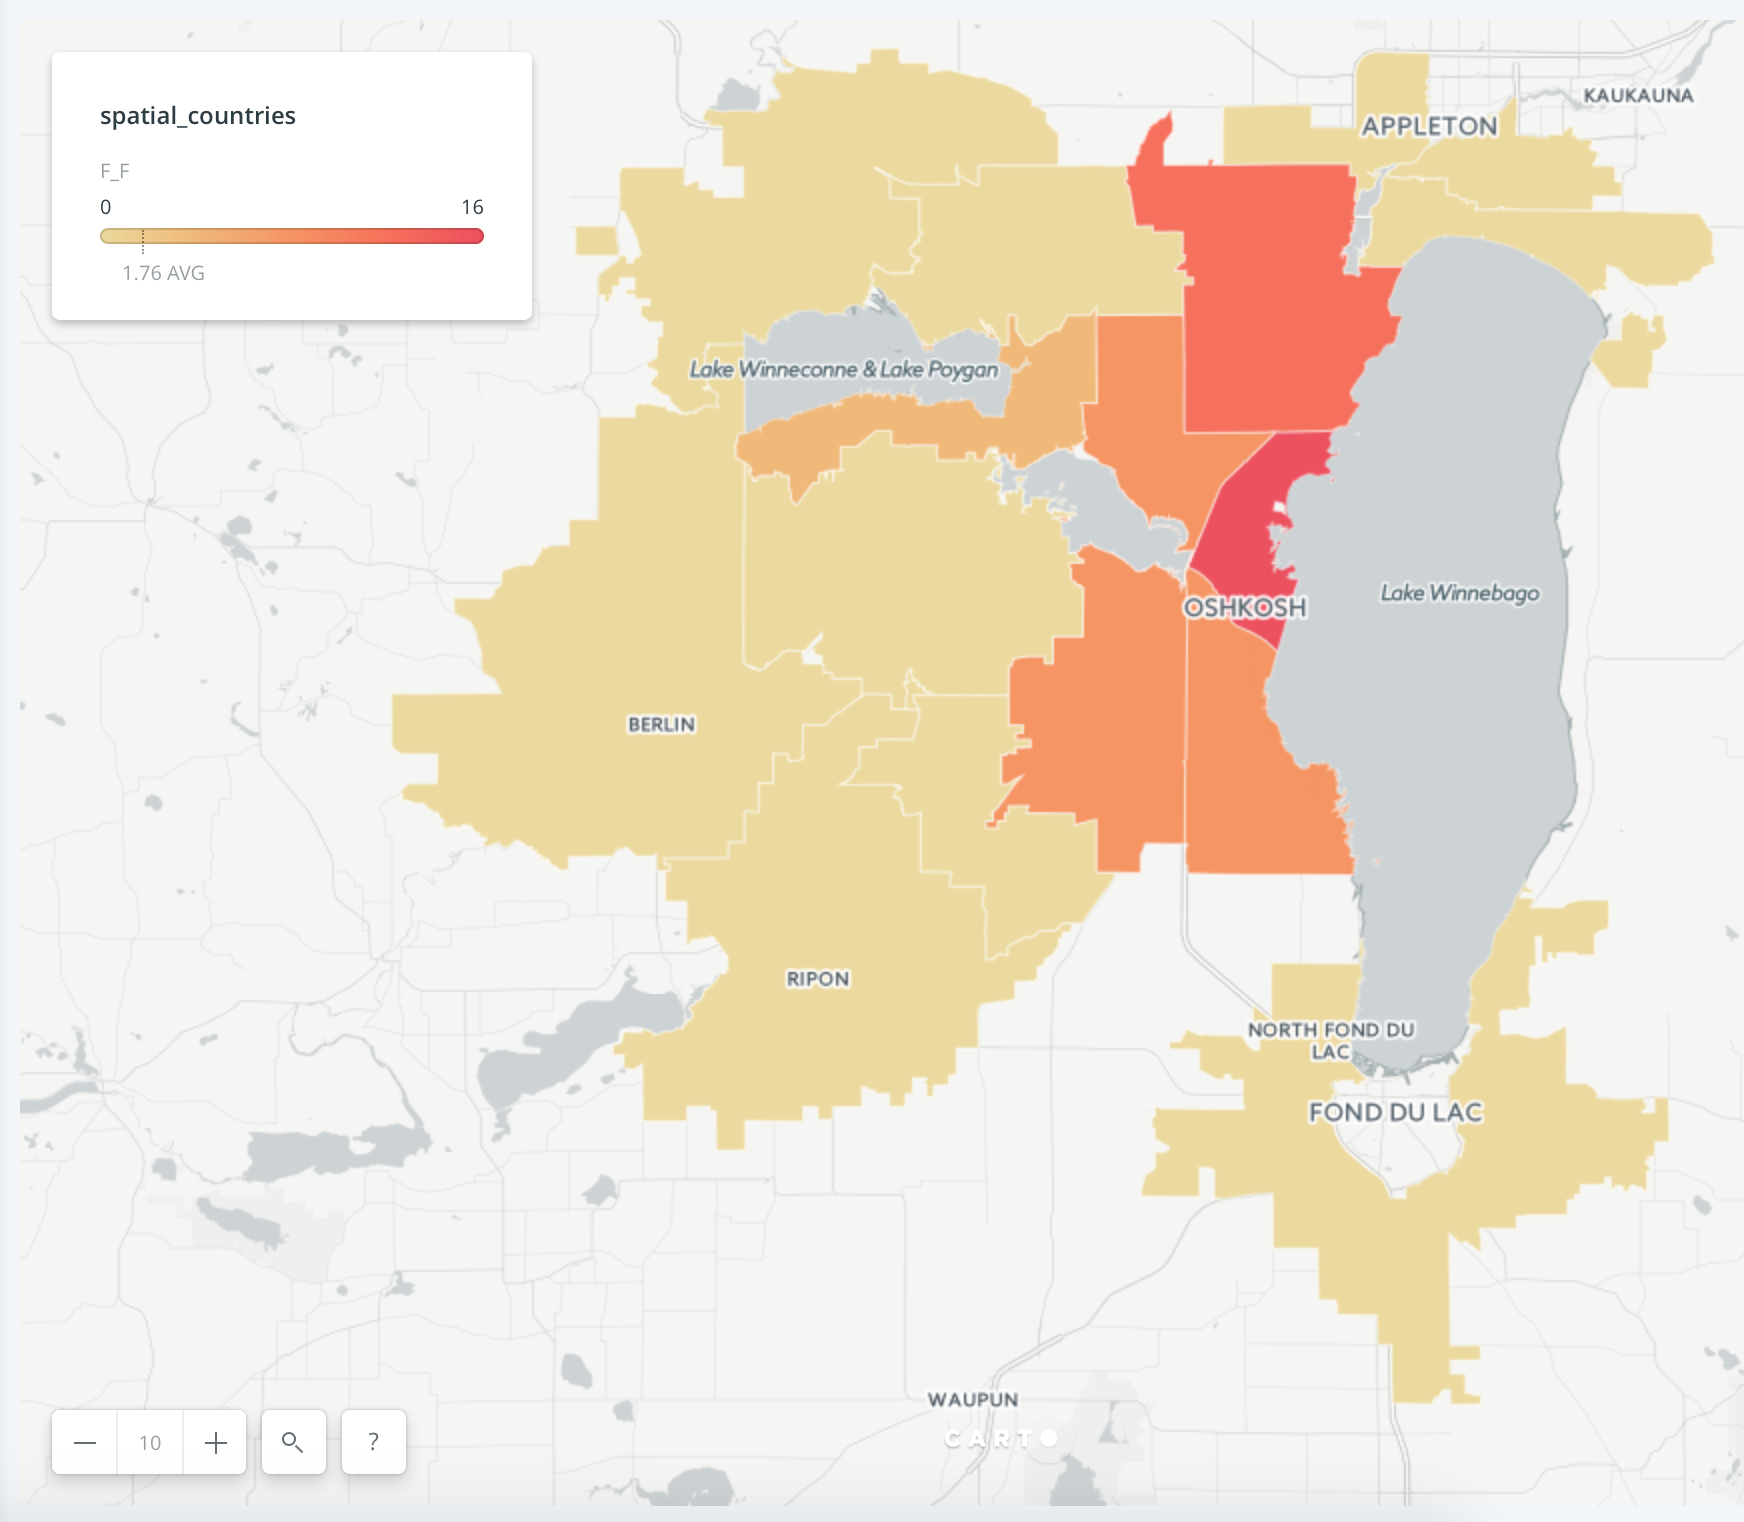 spatial_countries
F_F
0 16
1.76 AVG
KAUKAUNA
APPLETON
Lake Winneconne & Lake Poygan
Lake Winnebago
OSHKOSH
BERLIN
RIPON
NORTH FOND DU
LAC
FOND DU LAC
WAUPUN
CARTO
10
?